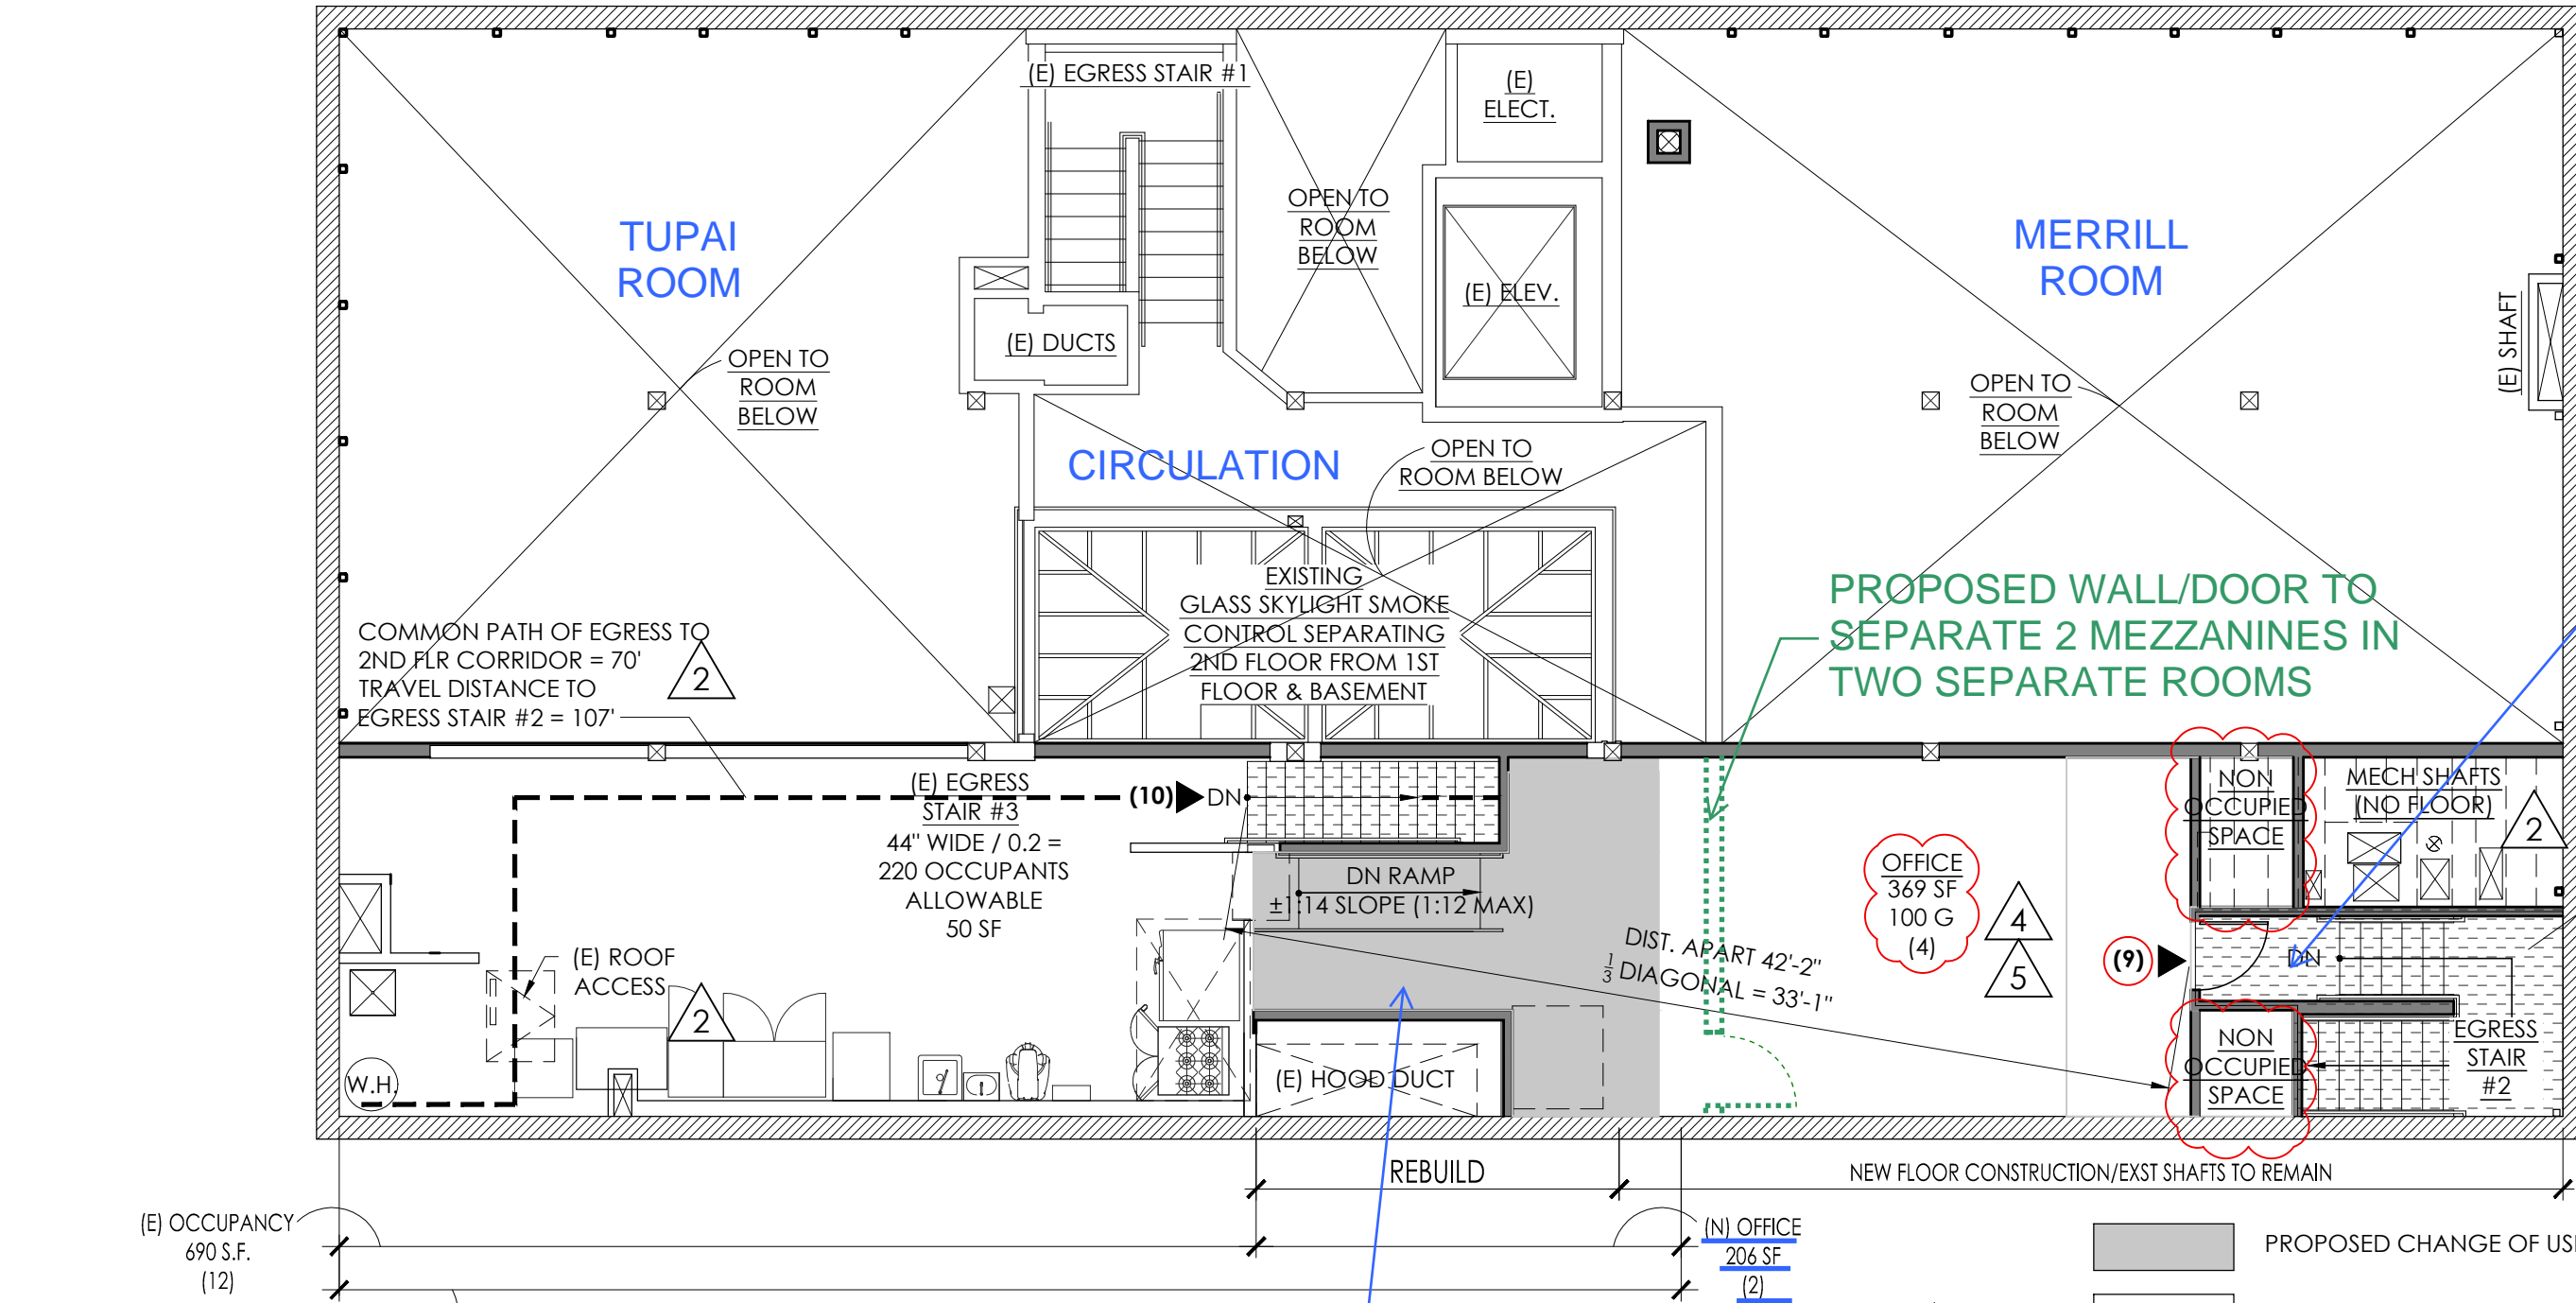 (E) EGRESS STAIR #1
(E)
ELECT.
TUPAI
ROOM
OPEN TO
ROOM
BELOW
MERRILL
ROOM
(E) ELEV.
(E) SHAFT
(E) DUCTS
OPEN TO
ROOM
BELOW
OPEN TO
ROOM
BELOW
CIRCULATION
OPEN TO
ROOM BELOW
EXISTING
GLASS SKYLIGHT SMOKE
CONTROL SEPARATING
2ND FLOOR FROM 1ST
FLOOR & BASEMENT
PROPOSED WALL/DOOR TO
SEPARATE 2 MEZZANINES IN
TWO SEPARATE ROOMS
COMMON PATH OF EGRESS TO
2ND FLR CORRIDOR = 70'
TRAVEL DISTANCE TO
EGRESS STAIR #2 = 107'
2
(E) EGRESS
STAIR #3
44" WIDE / 0.2 =
220 OCCUPANTS
ALLOWABLE
50 SF
(10)
DN
NON
OCCUPIED
SPACE
MECH SHAFTS
(NO FLOOR)
2
DN RAMP
±1:14 SLOPE (1:12 MAX)
OFFICE
369 SF
100 G
(4)
4
5
DIST. APART 42'-2"
1/3 DIAGONAL = 33'-1"
(9)
DN
(E) ROOF
ACCESS
2
W.H.
(E) HOOD DUCT
NON
OCCUPIED
SPACE
EGRESS
STAIR
#2
REBUILD
NEW FLOOR CONSTRUCTION/EXST SHAFTS TO REMAIN
(E) OCCUPANCY
690 S.F.
(12)
(N) OFFICE
206 SF
(2)
PROPOSED CHANGE OF